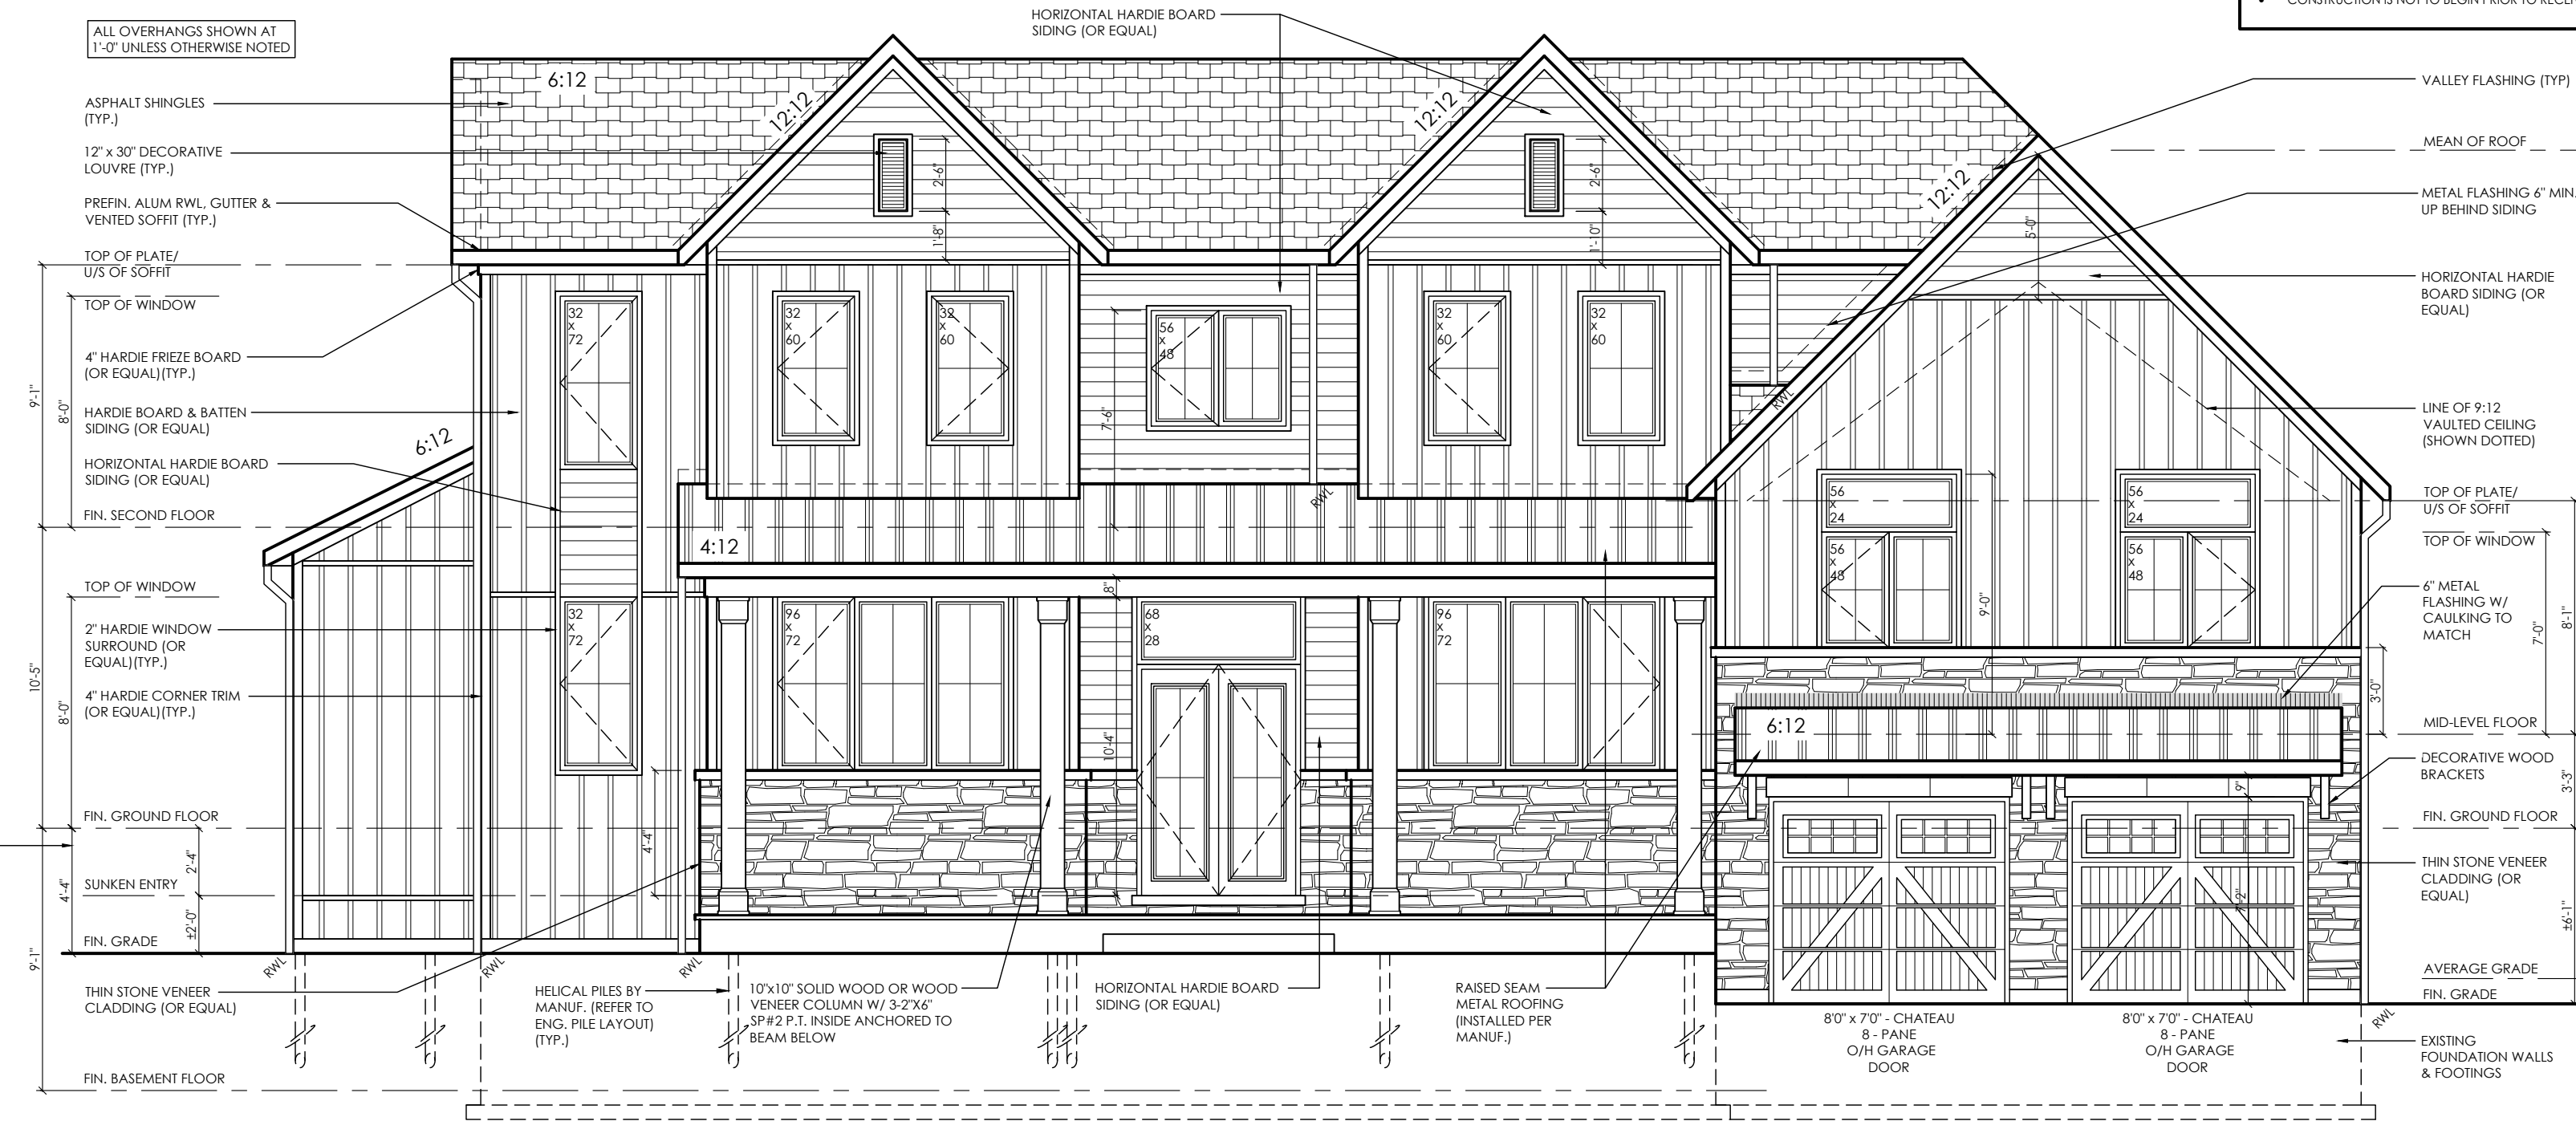 ALL OVERHANGS SHOWN AT
1'-0" UNLESS OTHERWISE NOTED
ASPHALT SHINGLES
(TYP.)
12" x 30" DECORATIVE
LOUVRE (TYP.)
PREFIN. ALUM RWL, GUTTER &
VENTED SOFFIT (TYP.)
TOP OF PLATE/
U/S OF SOFFIT
TOP OF WINDOW
4" HARDIE FRIEZE BOARD
(OR EQUAL)(TYP.)
HARDIE BOARD & BATTEN
SIDING (OR EQUAL)
HORIZONTAL HARDIE BOARD
SIDING (OR EQUAL)
FIN. SECOND FLOOR
TOP OF WINDOW
2" HARDIE WINDOW
SURROUND (OR
EQUAL)(TYP.)
4" HARDIE CORNER TRIM
(OR EQUAL)(TYP.)
FIN. GROUND FLOOR
SUNKEN ENTRY
FIN. GRADE
THIN STONE VENEER
CLADDING (OR EQUAL)
FIN. BASEMENT FLOOR
9'-1"
8'-0"
10'-5"
8'-0"
2'-4"
4'-4"
±2'-0"
9'-1"
HORIZONTAL HARDIE BOARD
SIDING (OR EQUAL)
6:12
12:12
12:12
12:12
2'-6"
1'-8"
2'-6"
1'-10"
5'-0"
6:12
32
x
72
32
x
60
32
x
60
56
x
48
32
x
60
32
x
60
7'-6"
RWL
RWL
4:12
8"
32
x
72
96
x
72
68
x
28
96
x
72
10'-4"
4'-4"
56
x
24
56
x
48
56
x
24
56
x
48
9'-0"
3'-0"
6:12
9"
7'-2"
RWL
RWL
RWL
RWL
HELICAL PILES BY
MANUF. (REFER TO
ENG. PILE LAYOUT)
(TYP.)
10"x10" SOLID WOOD OR WOOD
VENEER COLUMN W/ 3-2"X6"
SP#2 P.T. INSIDE ANCHORED TO
BEAM BELOW
HORIZONTAL HARDIE BOARD
SIDING (OR EQUAL)
RAISED SEAM
METAL ROOFING
(INSTALLED PER
MANUF.)
8'0" x 7'0" - CHATEAU
8 - PANE
O/H GARAGE
DOOR
8'0" x 7'0" - CHATEAU
8 - PANE
O/H GARAGE
DOOR
VALLEY FLASHING (TYP)
MEAN OF ROOF
METAL FLASHING 6" MIN.
UP BEHIND SIDING
HORIZONTAL HARDIE
BOARD SIDING (OR
EQUAL)
LINE OF 9:12
VAULTED CEILING
(SHOWN DOTTED)
TOP OF PLATE/
U/S OF SOFFIT
TOP OF WINDOW
6" METAL
FLASHING W/
CAULKING TO
MATCH
MID-LEVEL FLOOR
DECORATIVE WOOD
BRACKETS
FIN. GROUND FLOOR
THIN STONE VENEER
CLADDING (OR
EQUAL)
AVERAGE GRADE
FIN. GRADE
EXISTING
FOUNDATION WALLS
& FOOTINGS
8'-1"
7'-0"
3'-3"
±6'-1"